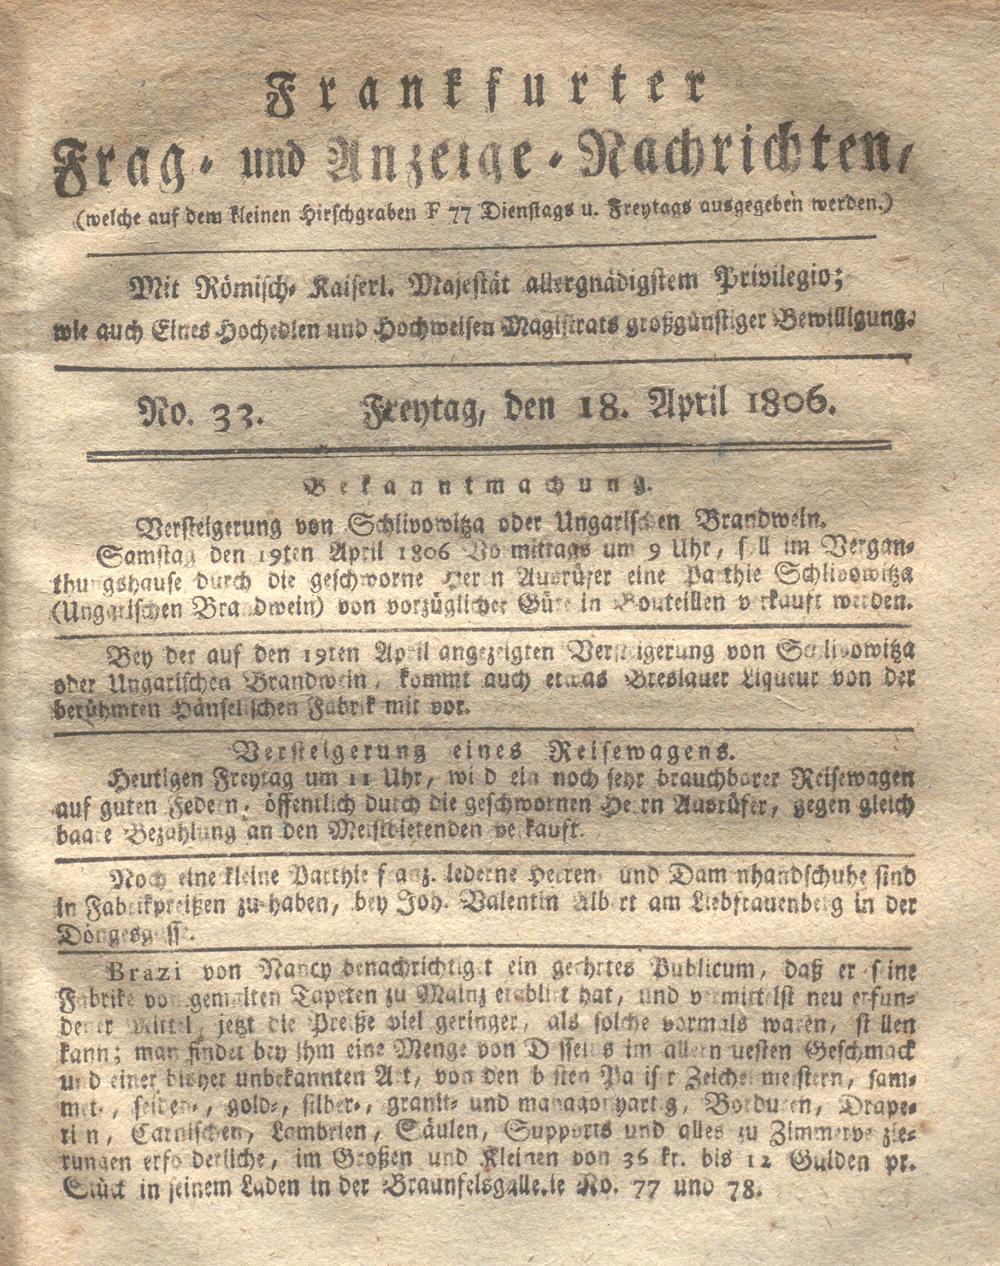 Frankfurter
Frag- und Anzeige-Nachrichten,
(welche auf dem kleinen Hirschgraben F 77 Dienstags u. Freytags ausgegeben werden.)
Mit Römisch- Kaiserl. Majestät allergnädigstem Privilegio;
wie auch Eines Hochedlen und Hochweisen Magistrats großgünstiger Bewilligung.
No. 33. Freytag, den 18. April 1806.
Bekanntmachung.
Versteigerung von Schlivowitza oder Ungarischen Brandwein.
Samstag den 19ten April 1806 Vormittags um 9 Uhr, soll im Vergan-
thungshause durch die geschworne Herrn Ausrüfer eine Parthie Schlivowitza
(Ungarischen Brandwein) von vorzüglicher Güte in Bouteillen verkauft werden.
Bey der auf den 19ten April angezeigten Versteigerung von Schlivowitza
oder Ungarischen Brandwein, kommt auch etwas Breslauer Liqueur von der
berühmten Hänselischen Fabrik mit vor.
Versteigerung eines Reisewagens.
Heutigen Freytag um 11 Uhr, wird ein noch sehr brauchbarer Reisewagen
auf guten Federn, öffentlich durch die geschwornen Herrn Ausrüfer, gegen gleich
baare Bezahlung an den Meistbietenden verkauft.
Noch eine kleine Parthie franz. lederne Herren- und Damenhandschuhe sind
in Fabrikpreißen zu haben, bey Joh. Valentin Albert am Liebfrauenberg in der
Döngesgasse.
Brazi von Nancy benachrichtiget ein geehrtes Publicum, daß er seine
Fabrike von gemalten Tapeten zu Mainz etablirt hat, und vermittelst neu erfun-
dener Mittel, jetzt die Preiße viel geringer, als solche vormals waren, stellen
kann; man findet bey ihm eine Menge von Desseins im allerneuesten Geschmack
und einer bisher unbekannten Art, von den besten Pariser Zeichenmeistern, sam-
met-, seiden-, gold-, silber-, granit- und mahagonyartig, Borduren, Drape-
rien, Carnischen, Lambrien, Säulen, Supports und alles zu Zimmerverzie-
rungen erforderliche, im Großen und Kleinen von 36 kr. bis 12 Gulden pr.
Stück in seinem Laden in der Braunfelsgallerie No. 77 und 78.